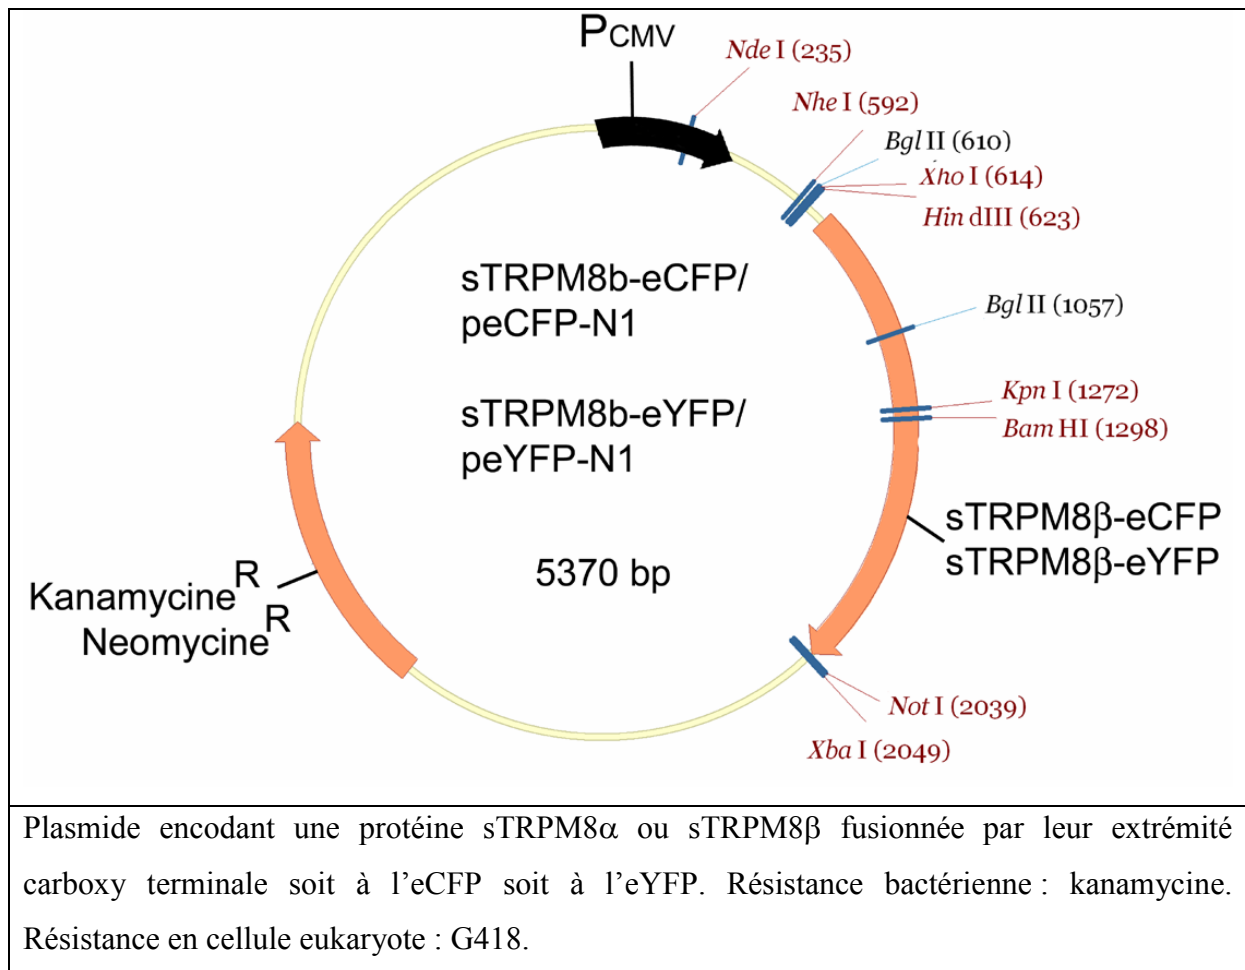 PCMV
Nde I (235)
Nhe I (592)
Bgl II (610)
Xho I (614)
Hin dIII (623)
sTRPM8b-eCFP/
peCFP-N1
Bgl II (1057)
Kpn I (1272)
Bam HI (1298)
sTRPM8b-eYFP/
peYFP-N1
sTRPM8β-eCFP
sTRPM8β-eYFP
5370 bp
Kanamycine R
Neomycine R
Not I (2039)
Xba I (2049)
Plasmide encodant une protéine sTRPM8α ou sTRPM8β fusionnée par leur extrémité
carboxy terminale soit à l’eCFP soit à l’eYFP. Résistance bactérienne : kanamycine.
Résistance en cellule eukaryote : G418.